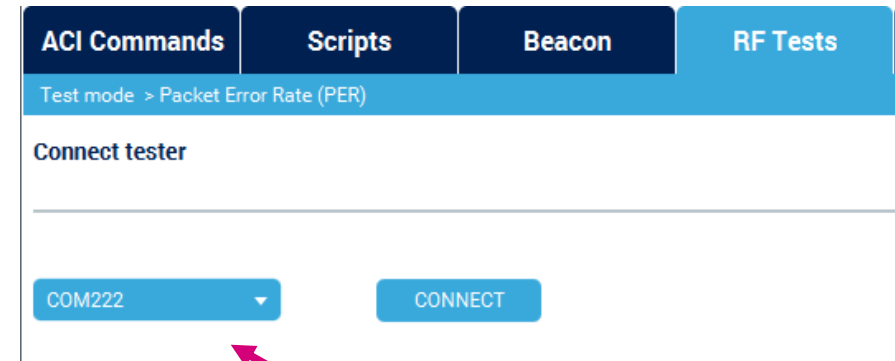 ACI Commands Scripts Beacon RF Tests
Test mode > Packet Error Rate (PER)
Connect tester
COM222 CONNECT